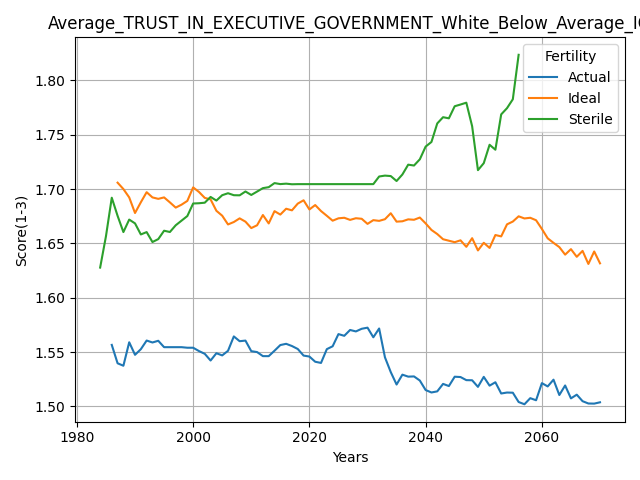 Average_TRUST_IN_EXECUTIVE_GOVERNMENT_White_Below_Average_IQ
Fertility
Actual
Ideal
Sterile
Score(1-3)
1.80
1.75
1.70
1.65
1.60
1.55
1.50
1980
2000
2020
2040
2060
Years